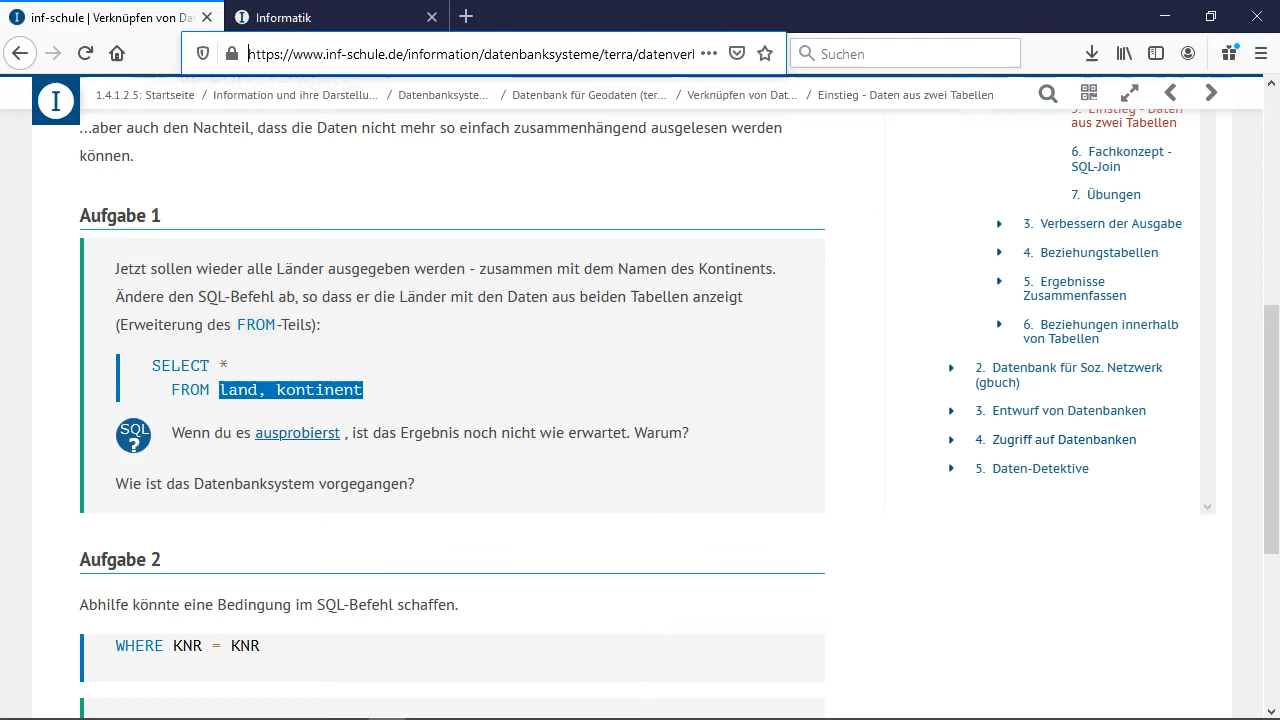 inf-schule | Verknüpfen von Da
Informatik
https://www.inf-schule.de/information/datenbanksysteme/terra/datenverl
Suchen
I
1.4.1.2.5: Startseite / Information und ihre Darstellu... / Datenbanksyste... / Datenbank für Geodaten (ter... / Verknüpfen von Dat... / Einstieg - Daten aus zwei Tabellen
...aber auch den Nachteil, dass die Daten nicht mehr so einfach zusammenhängend ausgelesen werden
können.
Aufgabe 1
Jetzt sollen wieder alle Länder ausgegeben werden - zusammen mit dem Namen des Kontinents.
Ändere den SQL-Befehl ab, so dass er die Länder mit den Daten aus beiden Tabellen anzeigt
(Erweiterung des FROM-Teils):
SELECT *
FROM land, kontinent
SQL
?
Wenn du es ausprobierst , ist das Ergebnis noch nicht wie erwartet. Warum?
Wie ist das Datenbanksystem vorgegangen?
Aufgabe 2
Abhilfe könnte eine Bedingung im SQL-Befehl schaffen.
WHERE KNR = KNR
5. Einstieg - Daten
aus zwei Tabellen
6. Fachkonzept -
SQL-Join
7. Übungen
3. Verbessern der Ausgabe
4. Beziehungstabellen
5. Ergebnisse
Zusammenfassen
6. Beziehungen innerhalb
von Tabellen
2. Datenbank für Soz. Netzwerk
(gbuch)
3. Entwurf von Datenbanken
4. Zugriff auf Datenbanken
5. Daten-Detektive